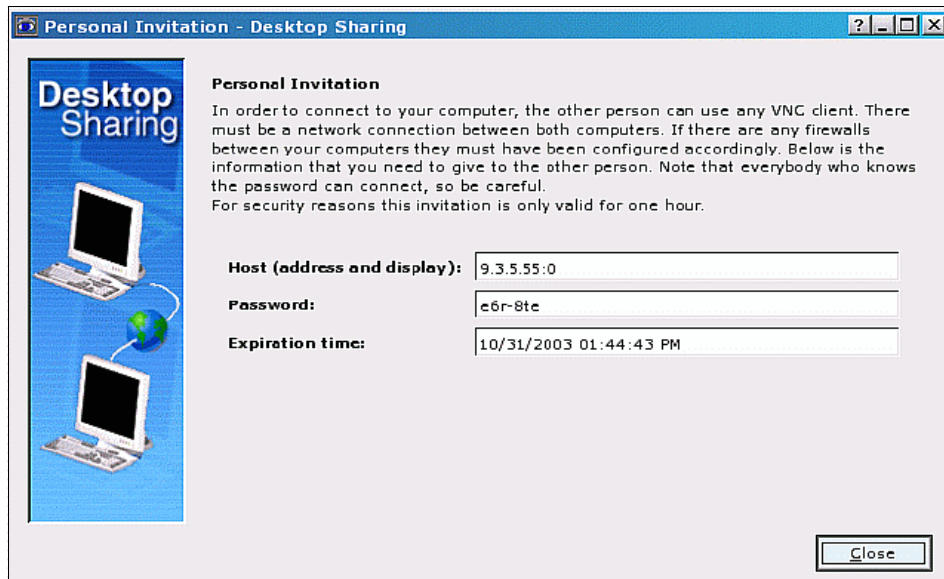 Personal Invitation - Desktop Sharing
Desktop
Sharing
Personal Invitation
In order to connect to your computer, the other person can use any VNC client. There
must be a network connection between both computers. If there are any firewalls
between your computers they must have been configured accordingly. Below is the
information that you need to give to the other person. Note that everybody who knows
the password can connect, so be careful.
For security reasons this invitation is only valid for one hour.
Host (address and display): 9.3.5.55:0
Password: e6r-8te
Expiration time: 10/31/2003 01:44:43 PM
Close